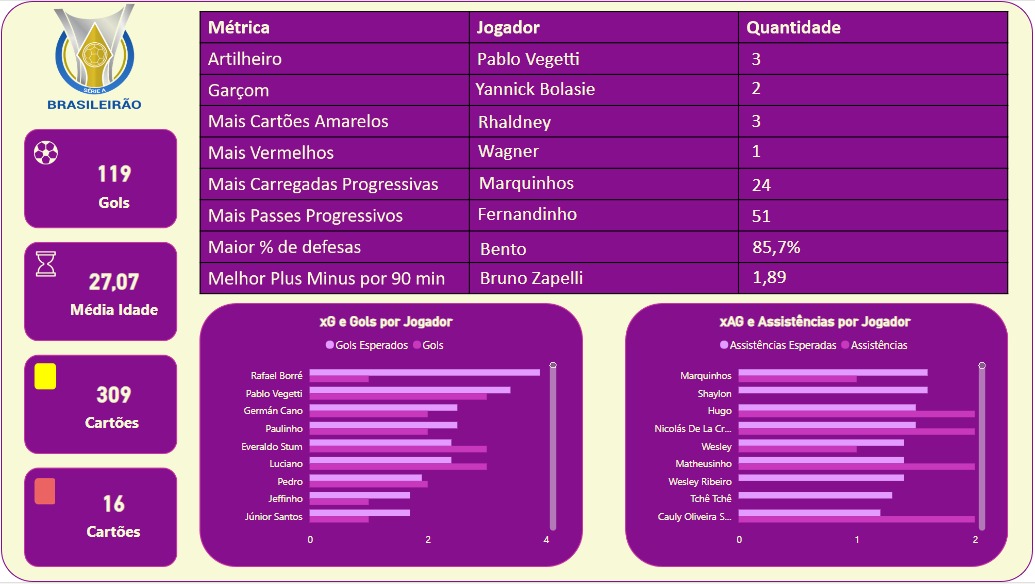 SÉRIE A
BRASILEIRÃO
119
Gols
27,07
Média Idade
309
Cartões
16
Cartões
Métrica Jogador Quantidade
Artilheiro Pablo Vegetti 3
Garçom Yannick Bolasie 2
Mais Cartões Amarelos Rhaldney 3
Mais Vermelhos Wagner 1
Mais Carregadas Progressivas Marquinhos 24
Mais Passes Progressivos Fernandinho 51
Maior % de defesas Bento 85,7%
Melhor Plus Minus por 90 min Bruno Zapelli 1,89
xG e Gols por Jogador
Gols Esperados Gols
Rafael Borré
Pablo Vegetti
Germán Cano
Paulinho
Everaldo Stum
Luciano
Pedro
Jeffinho
Júnior Santos
0 2 4
xAG e Assistências por Jogador
Assistências Esperadas Assistências
Marquinhos
Shaylon
Hugo
Nicolás De La Cr...
Wesley
Matheusinho
Wesley Ribeiro
Tchê Tchê
Cauly Oliveira S...
0 1 2